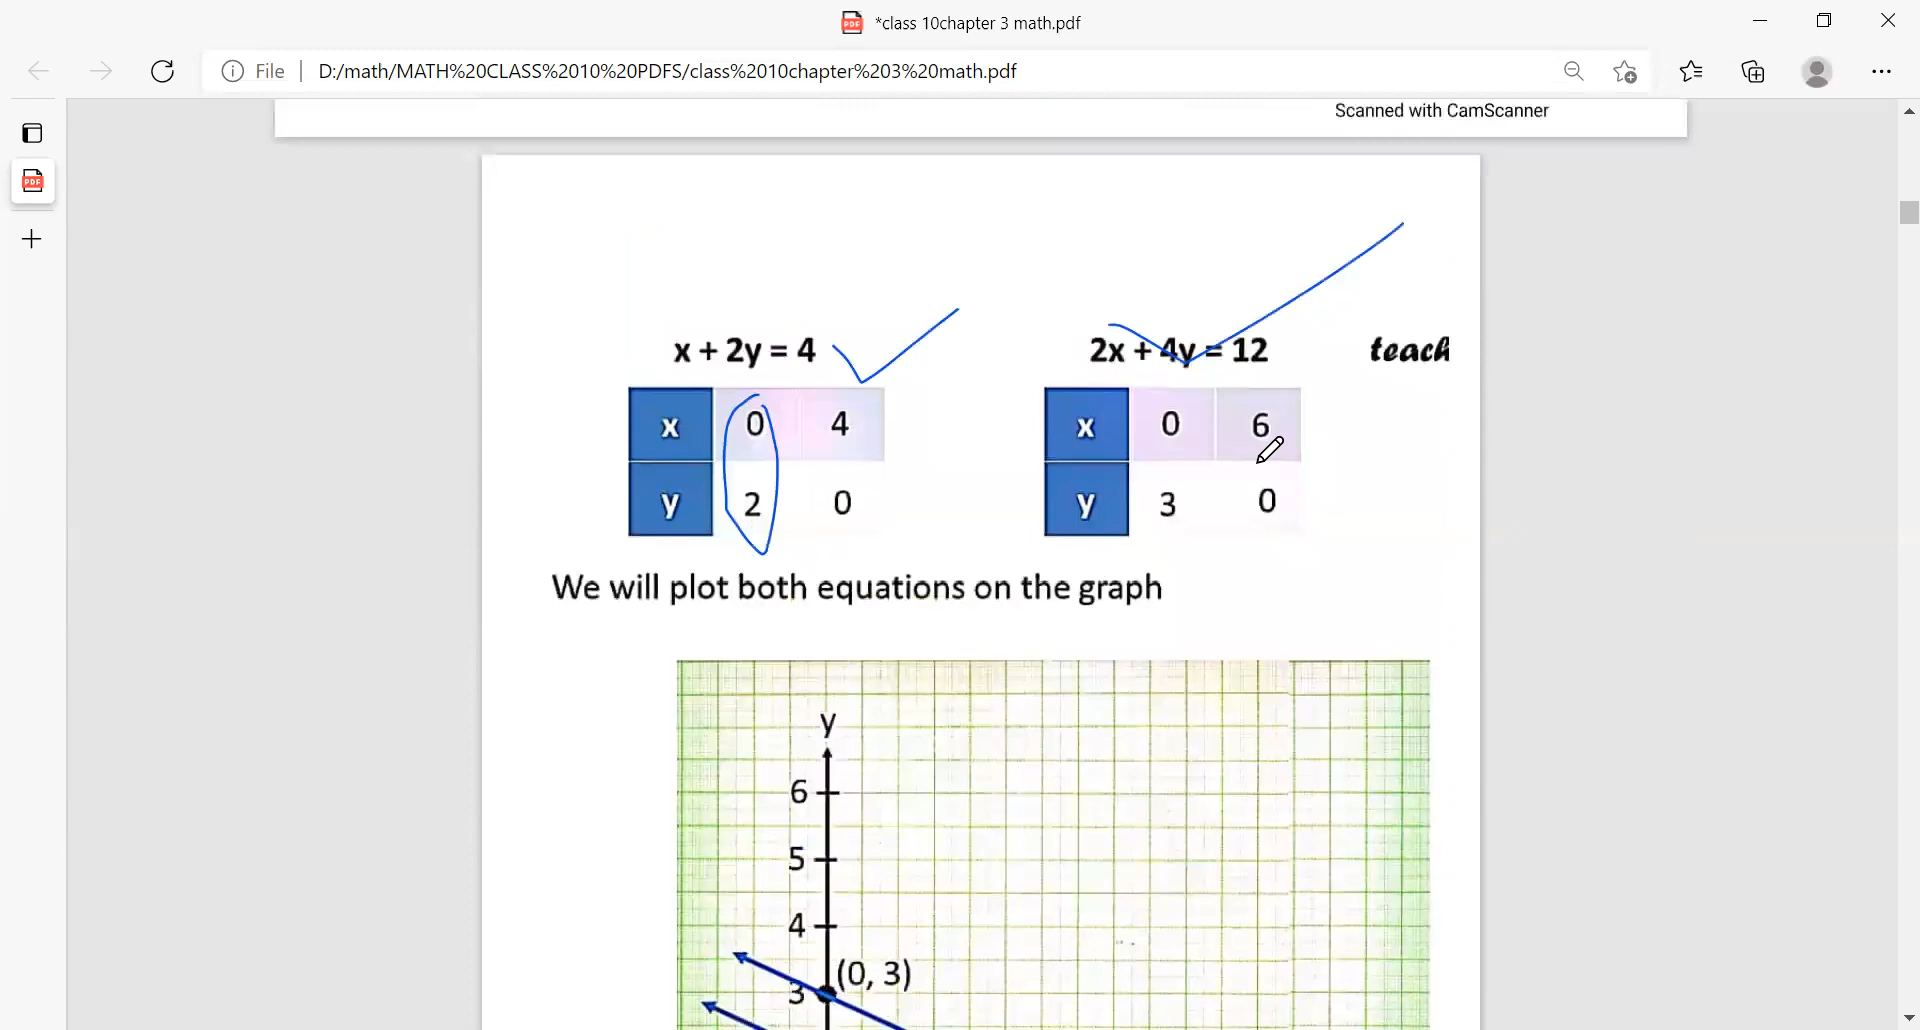 *class 10chapter 3 math.pdf
File | D:/math/MATH%20CLASS%2010%20PDFS/class%2010chapter%203%20math.pdf
Scanned with CamScanner
x + 2y = 4
2x + 4y = 12
teach
x 0 4
y 2 0
x 0 6
y 3 0
We will plot both equations on the graph
y
6
5
4
(0, 3)
3